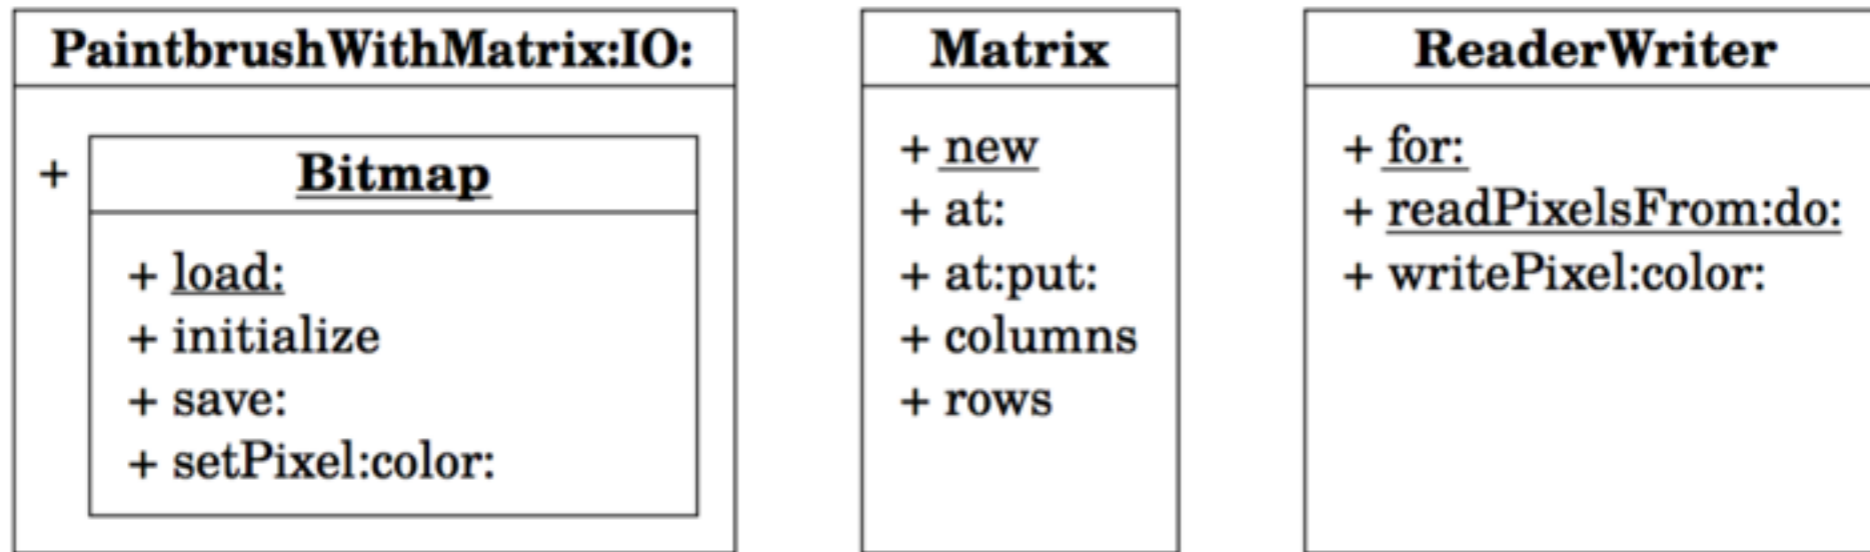 PaintbrushWithMatrix:IO:
+ Bitmap
+ load:
+ initialize
+ save:
+ setPixel:color:
Matrix
+ new
+ at:
+ at:put:
+ columns
+ rows
ReaderWriter
+ for:
+ readPixelsFrom:do:
+ writePixel:color: